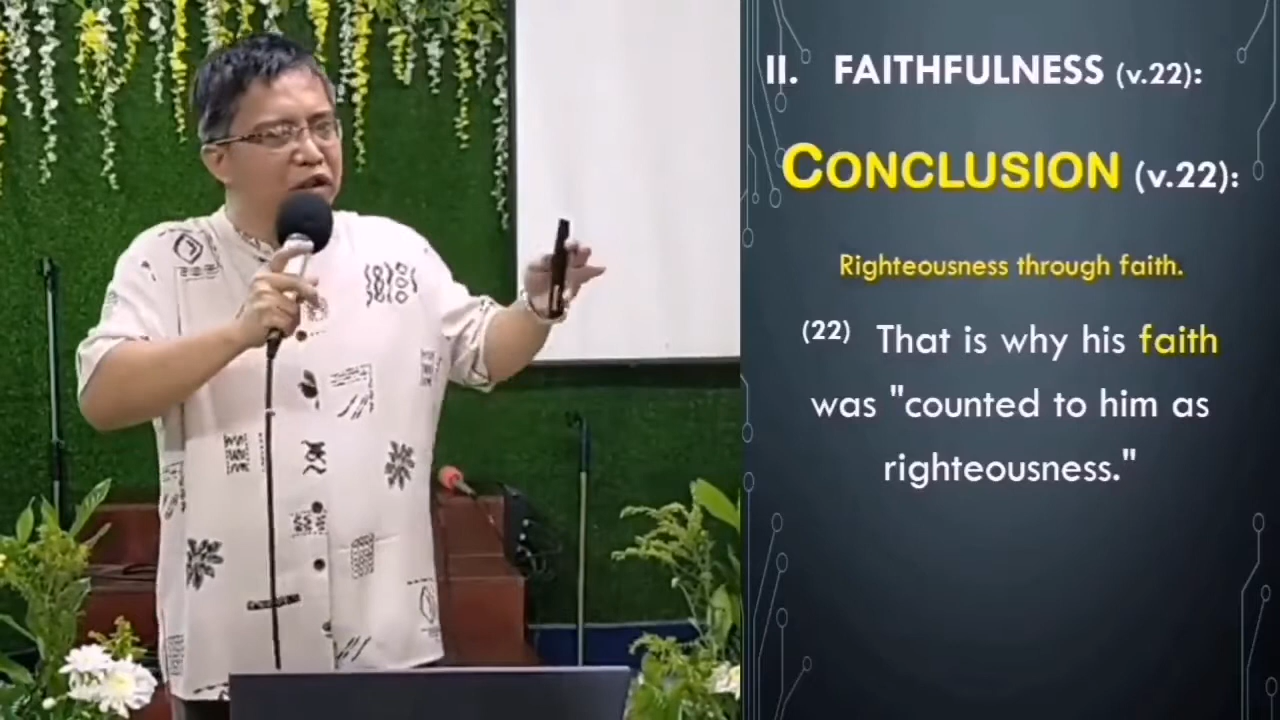 II. FAITHFULNESS (v.22):
CONCLUSION (v.22):
Righteousness through faith.
(22) That is why his faith
was "counted to him as
righteousness."